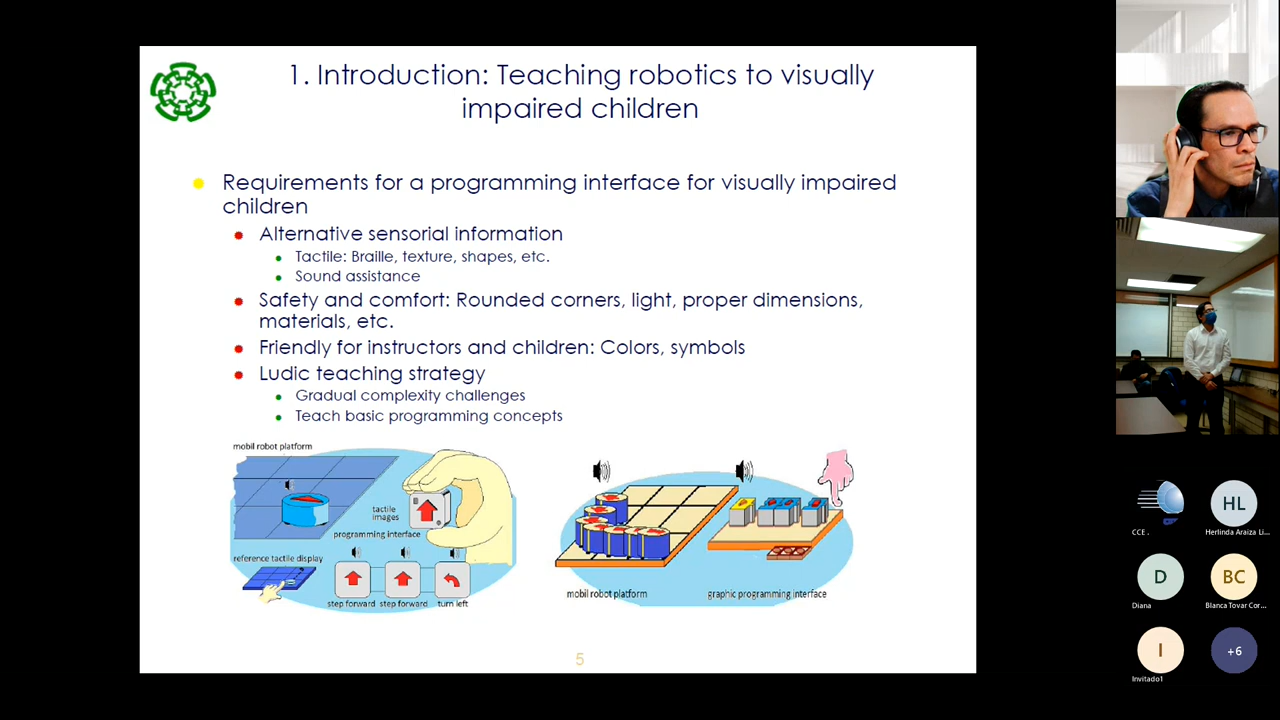 1. Introduction: Teaching robotics to visually
impaired children
Requirements for a programming interface for visually impaired
children
Alternative sensorial information
Tactile: Braille, texture, shapes, etc.
Sound assistance
Safety and comfort: Rounded corners, light, proper dimensions,
materials, etc.
Friendly for instructors and children: Colors, symbols
Ludic teaching strategy
Gradual complexity challenges
Teach basic programming concepts
mobil robot platform
tactile
images
programming interface
reference tactile display
step forward step forward turn left
mobil robot platform
graphic programming interface
5
CCE .
HL
Herlinda Araiza Li...
D
Diana
BC
Blanca Tovar Cor...
I
Invitado1
+6